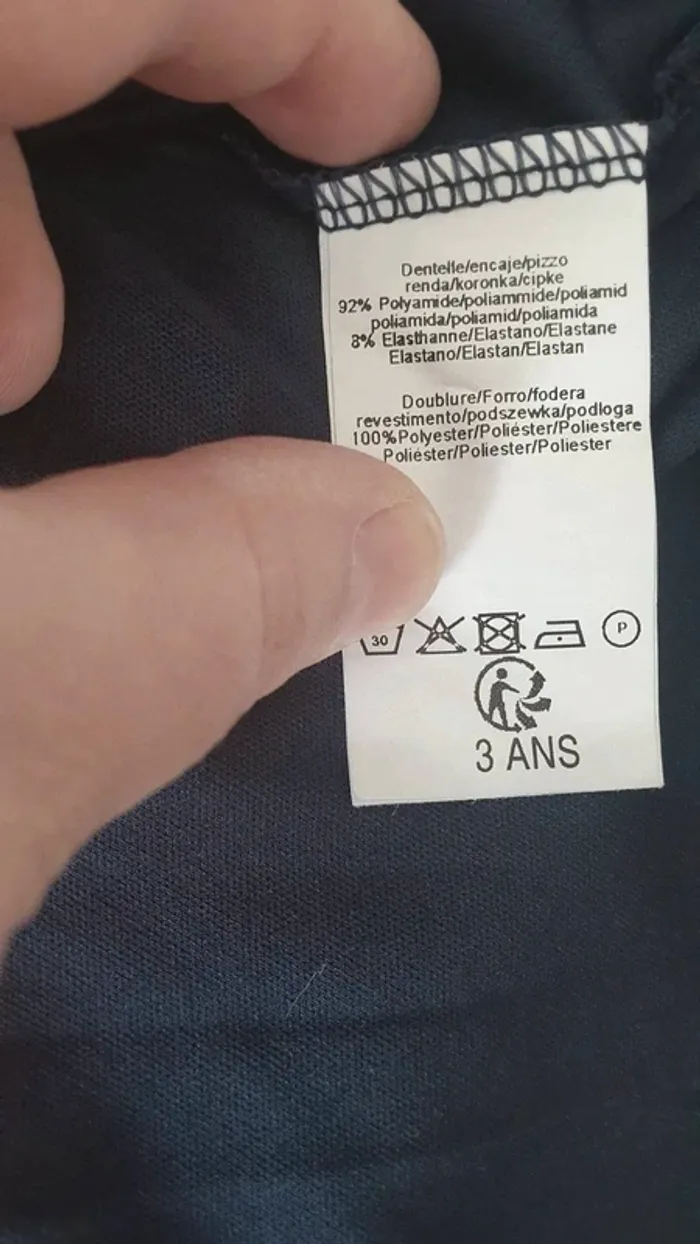 Dentelle/encaje/pizzo
renda/koronka/cipke
92% Polyamide/poliammide/poliamid
poliamida/poliamid/poliamida
8% Elasthanne/Elastano/Elastane
Elastano/Elastan/Elastan
Doublure/Forro/fodera
revestimento/podszewka/podloga
100%Polyester/Poliéster/Poliestere
Poliéster/Poliester/Poliester
30 P
3 ANS